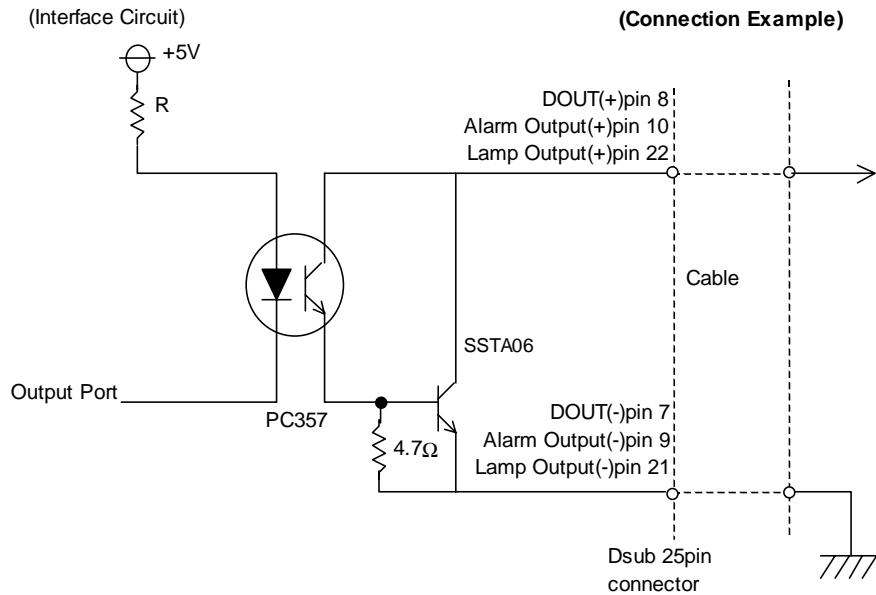 (Interface Circuit)
(Connection Example)
+5V
R
DOUT(+)pin 8
Alarm Output(+)pin 10
Lamp Output(+)pin 22
Cable
SSTA06
Output Port
PC357
4.7Ω
DOUT(-)pin 7
Alarm Output(-)pin 9
Lamp Output(-)pin 21
Dsub 25pin
connector